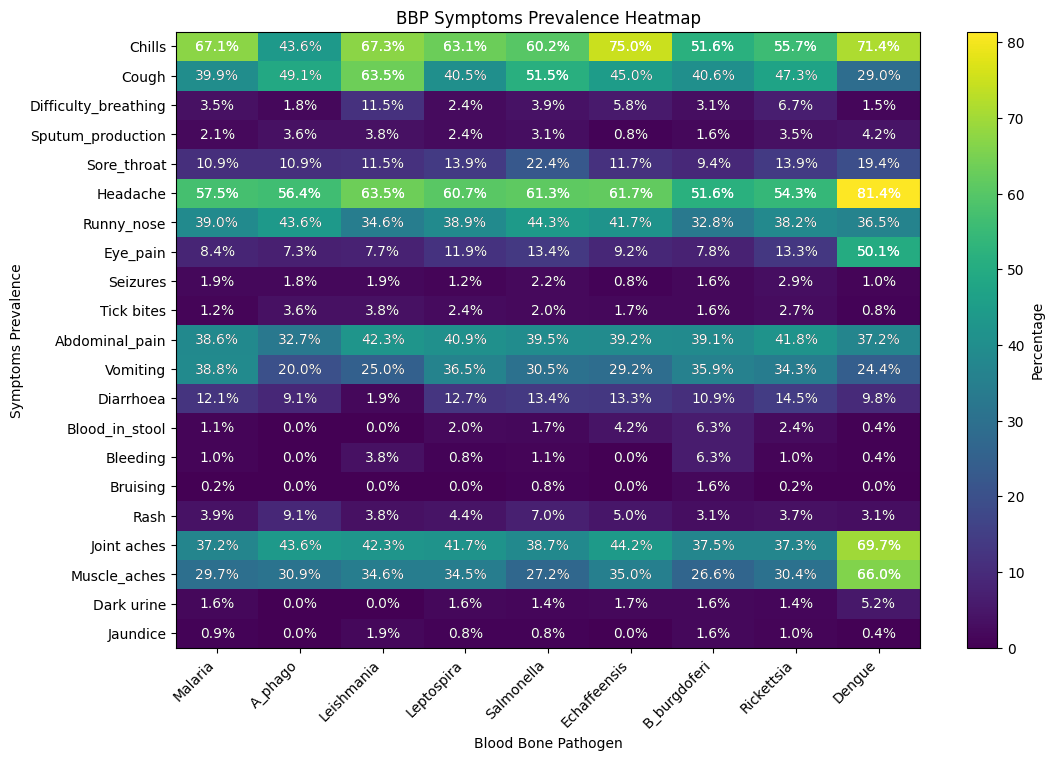 BBP Symptoms Prevalence Heatmap
Symptoms Prevalence
Chills 67.1% 43.6% 67.3% 63.1% 60.2% 75.0% 51.6% 55.7% 71.4%
Cough 39.9% 49.1% 63.5% 40.5% 51.5% 45.0% 40.6% 47.3% 29.0%
Difficulty_breathing 3.5% 1.8% 11.5% 2.4% 3.9% 5.8% 3.1% 6.7% 1.5%
Sputum_production 2.1% 3.6% 3.8% 2.4% 3.1% 0.8% 1.6% 3.5% 4.2%
Sore_throat 10.9% 10.9% 11.5% 13.9% 22.4% 11.7% 9.4% 13.9% 19.4%
Headache 57.5% 56.4% 63.5% 60.7% 61.3% 61.7% 51.6% 54.3% 81.4%
Runny_nose 39.0% 43.6% 34.6% 38.9% 44.3% 41.7% 32.8% 38.2% 36.5%
Eye_pain 8.4% 7.3% 7.7% 11.9% 13.4% 9.2% 7.8% 13.3% 50.1%
Seizures 1.9% 1.8% 1.9% 1.2% 2.2% 0.8% 1.6% 2.9% 1.0%
Tick bites 1.2% 3.6% 3.8% 2.4% 2.0% 1.7% 1.6% 2.7% 0.8%
Abdominal_pain 38.6% 32.7% 42.3% 40.9% 39.5% 39.2% 39.1% 41.8% 37.2%
Vomiting 38.8% 20.0% 25.0% 36.5% 30.5% 29.2% 35.9% 34.3% 24.4%
Diarrhoea 12.1% 9.1% 1.9% 12.7% 13.4% 13.3% 10.9% 14.5% 9.8%
Blood_in_stool 1.1% 0.0% 0.0% 2.0% 1.7% 4.2% 6.3% 2.4% 0.4%
Bleeding 1.0% 0.0% 3.8% 0.8% 1.1% 0.0% 6.3% 1.0% 0.4%
Bruising 0.2% 0.0% 0.0% 0.0% 0.8% 0.0% 1.6% 0.2% 0.0%
Rash 3.9% 9.1% 3.8% 4.4% 7.0% 5.0% 3.1% 3.7% 3.1%
Joint aches 37.2% 43.6% 42.3% 41.7% 38.7% 44.2% 37.5% 37.3% 69.7%
Muscle_aches 29.7% 30.9% 34.6% 34.5% 27.2% 35.0% 26.6% 30.4% 66.0%
Dark urine 1.6% 0.0% 0.0% 1.6% 1.4% 1.7% 1.6% 1.4% 5.2%
Jaundice 0.9% 0.0% 1.9% 0.8% 0.8% 0.0% 1.6% 1.0% 0.4%
Malaria A_phago Leishmania Leptospira Salmonella Echaffeensis B_burgdoferi Rickettsia Dengue
Blood Bone Pathogen
80
70
60
50
40
30
20
10
0
Percentage